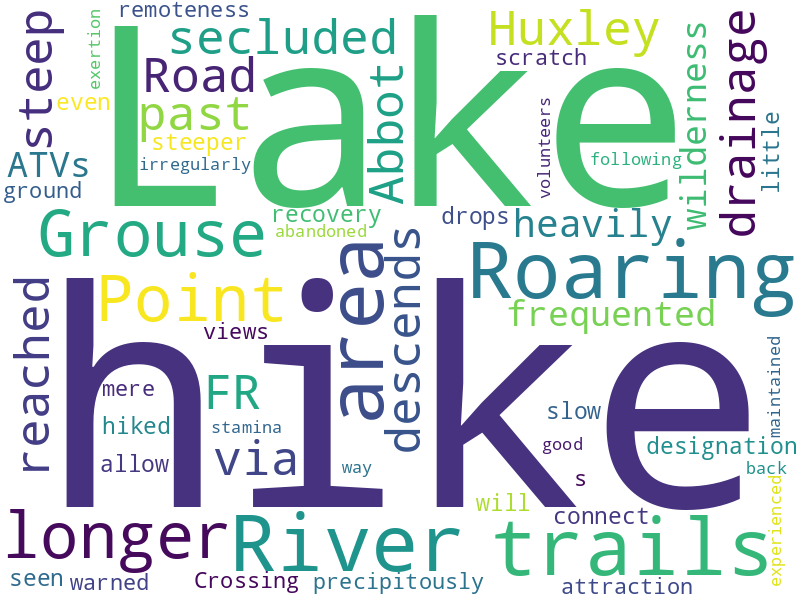 remoteness
exertion
steep
secluded
Huxley
scratch
Lake
Road
even
past
steeper
irregularly
Abbot
volunteers
following
wilderness
drainage
little
ATVs
ground
recovery
abandoned
drops
heavily
Grouse
Roaring
Point
area
descends
frequented
reached
views
hike
mere
FR
hiked
stamina
allow
via
way
slow
good
s
maintained
designation
back
will
connect
experienced
longer
River
trails
seen
warned
Crossing
precipitously
attraction